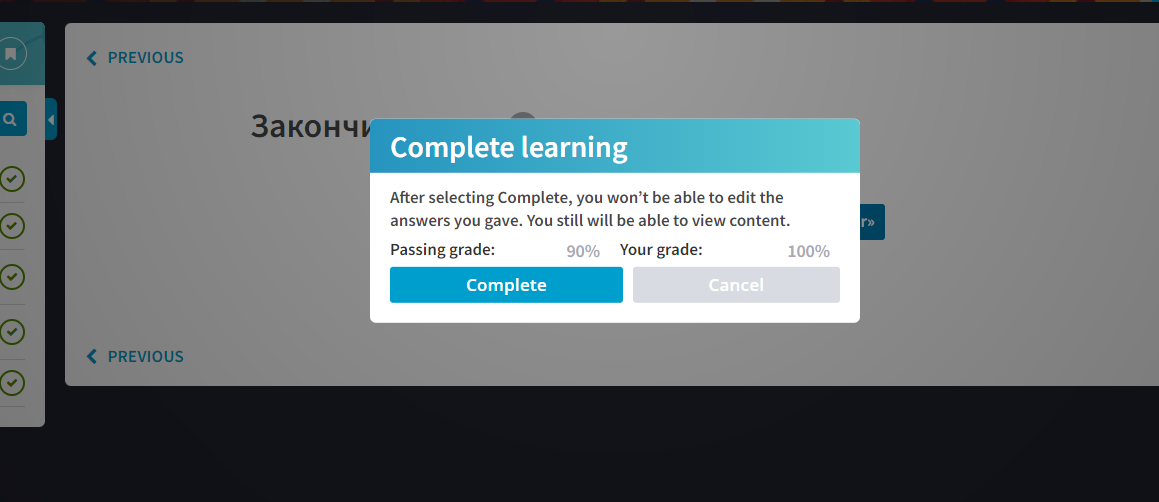 PREVIOUS
Complete learning
After selecting Complete, you won’t be able to edit the
answers you gave. You still will be able to view content.
Passing grade: 90% Your grade: 100%
Complete Cancel
PREVIOUS